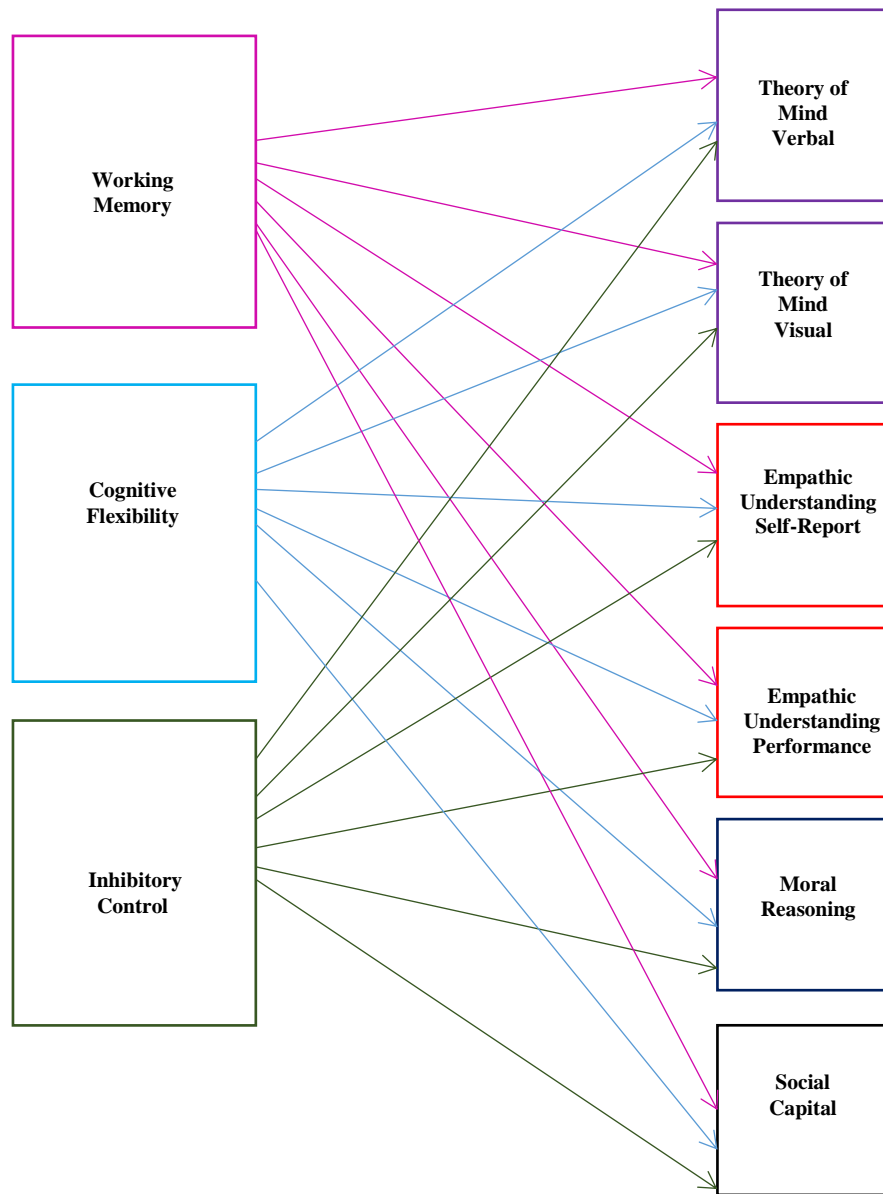 Working
Memory
Cognitive
Flexibility
Inhibitory
Control
Theory of
Mind
Verbal
Theory of
Mind
Visual
Empathic
Understanding
Self-Report
Empathic
Understanding
Performance
Moral
Reasoning
Social
Capital